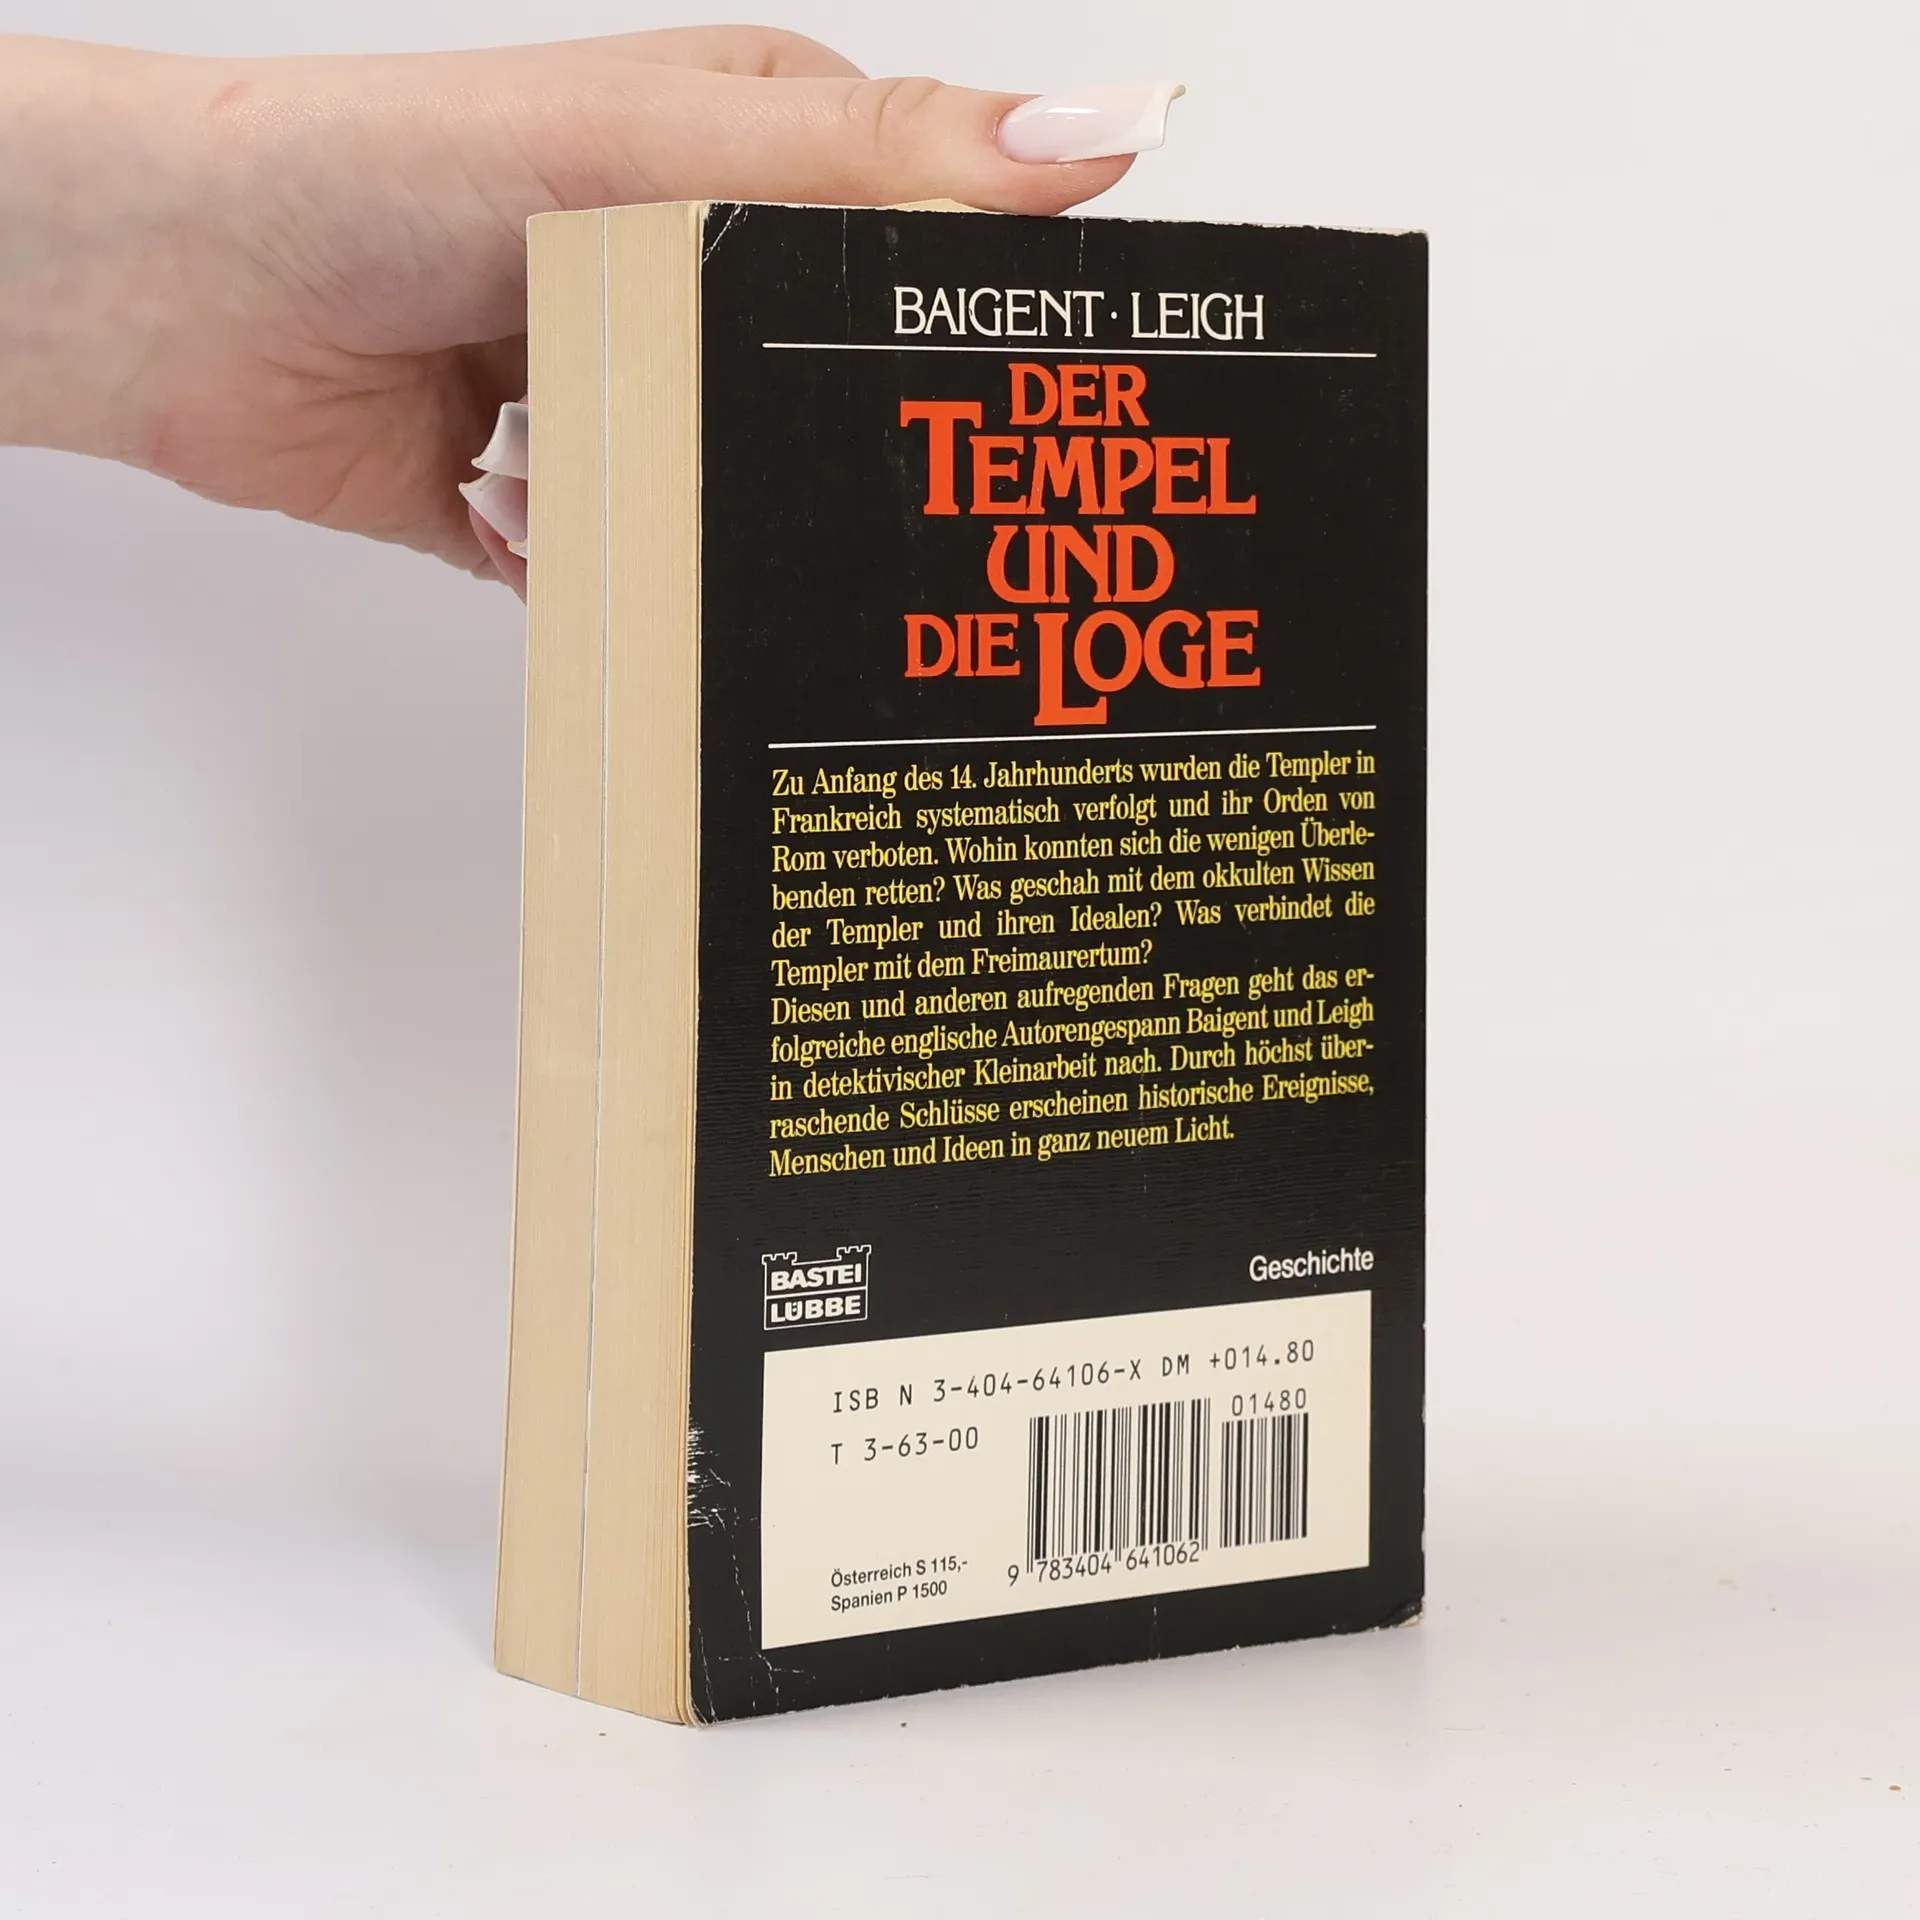 BAIGENT · LEIGH
DER
TEMPEL
UND
DIE LOGE
Zu Anfang des 14. Jahrhunderts wurden die Templer in
Frankreich systematisch verfolgt und ihr Orden von
Rom verboten. Wohin konnten sich die wenigen Überle-
benden retten? Was geschah mit dem okkulten Wissen
der Templer und ihren Idealen? Was verbindet die
Templer mit dem Freimaurertum?
Diesen und anderen aufregenden Fragen geht das er-
folgreiche englische Autorengespann Baigent und Leigh
in detektivischer Kleinarbeit nach. Durch höchst über-
raschende Schlüsse erscheinen historische Ereignisse,
Menschen und Ideen in ganz neuem Licht.
BASTEI
LÜBBE
Geschichte
ISB N 3-404-64106-X DM +014.80
T 3-63-00
01480
9 783404 641062
Österreich S 115,-
Spanien P 1500